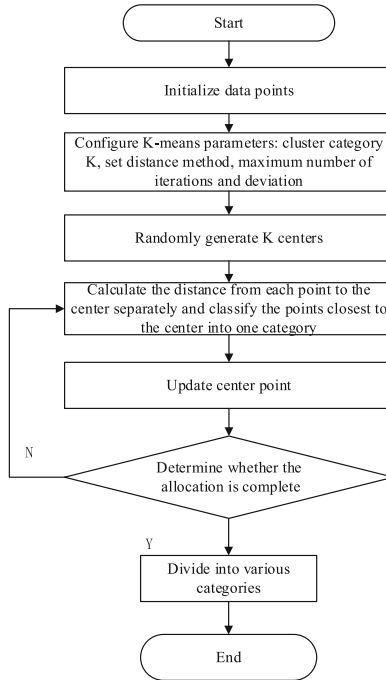 Start
Initialize data points
Configure K-means parameters: cluster category
K, set distance method, maximum number of
iterations and deviation
Randomly generate K centers
Calculate the distance from each point to the
center separately and classify the points closest to
the center into one category
Update center point
N
Determine whether the
allocation is complete
Y
Divide into various
categories
End